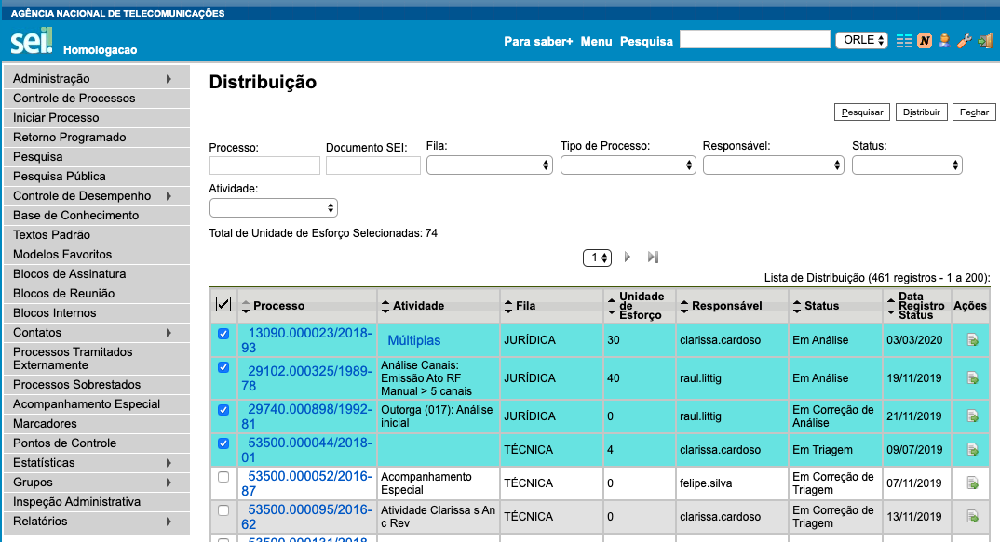 AGÊNCIA NACIONAL DE TELECOMUNICAÇÕES
sei!
Homologacao
Para saber+ Menu Pesquisa
ORLE
N
Administração
Controle de Processos
Iniciar Processo
Retorno Programado
Pesquisa
Pesquisa Pública
Controle de Desempenho
Base de Conhecimento
Textos Padrão
Modelos Favoritos
Blocos de Assinatura
Blocos de Reunião
Blocos Internos
Contatos
Processos Tramitados
Externamente
Processos Sobrestados
Acompanhamento Especial
Marcadores
Pontos de Controle
Estatísticas
Grupos
Inspeção Administrativa
Relatórios
Distribuição
Pesquisar Distribuir Fechar
Processo: Documento SEI: Fila: Tipo de Processo: Responsável: Status:
Atividade:
Total de Unidade de Esforço Selecionadas: 74
1
Lista de Distribuição (461 registros - 1 a 200):
Processo
Atividade
Fila
Unidade
de
Esforço
Responsável
Status
Data
Registro
Status
Ações
13090.000023/2018-
93
Múltiplas
JURÍDICA
30
clarissa.cardoso
Em Análise
03/03/2020
29102.000325/1989-
78
Análise Canais:
Emissão Ato RF
Manual > 5 canais
JURÍDICA
40
raul.littig
Em Análise
19/11/2019
29740.000898/1992-
81
Outorga (017): Análise
inicial
JURÍDICA
0
raul.littig
Em Correção de
Análise
21/11/2019
53500.000044/2018-
01
TÉCNICA
4
clarissa.cardoso
Em Triagem
09/07/2019
53500.000052/2016-
87
Acompanhamento
Especial
TÉCNICA
0
felipe.silva
Em Correção de
Triagem
07/11/2019
53500.000095/2016-
62
Atividade Clarissa s An
c Rev
TÉCNICA
0
clarissa.cardoso
Em Correção de
Triagem
13/11/2019
53500.000131/2018-